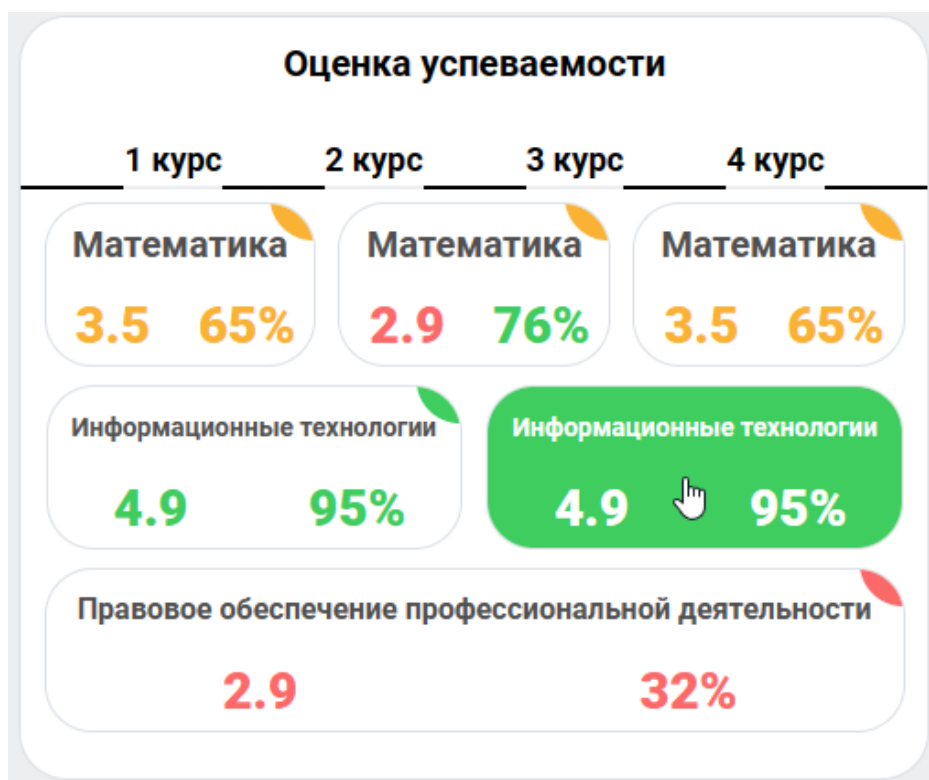 Оценка успеваемости
1 курс 2 курс 3 курс 4 курс
Математика Математика Математика
3.5 65% 2.9 76% 3.5 65%
Информационные технологии Информационные технологии
4.9 95% 4.9 95%
Правовое обеспечение профессиональной деятельности
2.9 32%